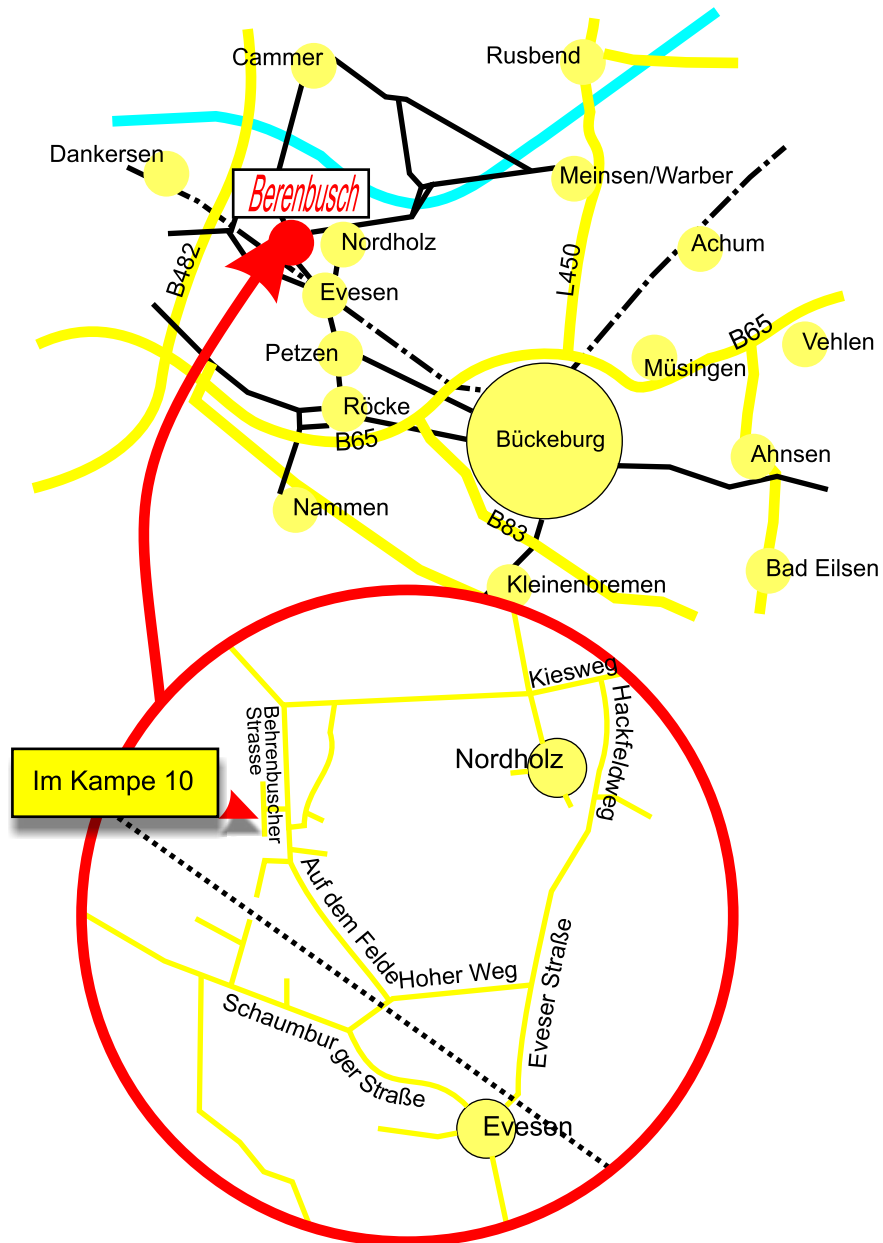 Cammer
Rusbend
Dankersen
Meinsen/Warber
Berenbusch
Nordholz
Achum
B482
L450
Evesen
B65
Vehlen
Petzen
Müsingen
Röcke
B65
Bückeburg
Ahnsen
Nammen
B83
Bad Eilsen
Kleinenbremen
Kiesweg
Hackfeldweg
Behrenbuscher
Strasse
Nordholz
Im Kampe 10
Auf dem Felde
Hoher Weg
Eveser Straße
Schaumburger Straße
Evesen